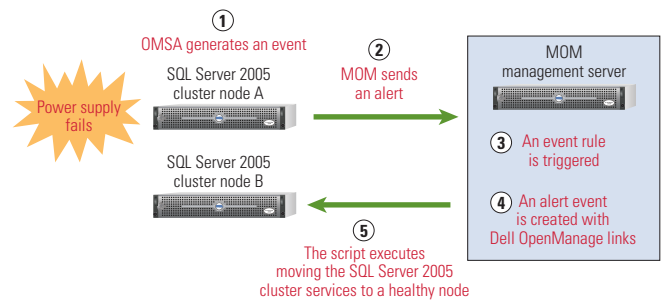 1
OMSA generates an event
SQL Server 2005
cluster node A
Power supply
fails
2
MOM sends
an alert
MOM
management server
3 An event rule
is triggered
4 An alert event
is created with
Dell OpenManage links
SQL Server 2005
cluster node B
5
The script executes
moving the SQL Server 2005
cluster services to a healthy node